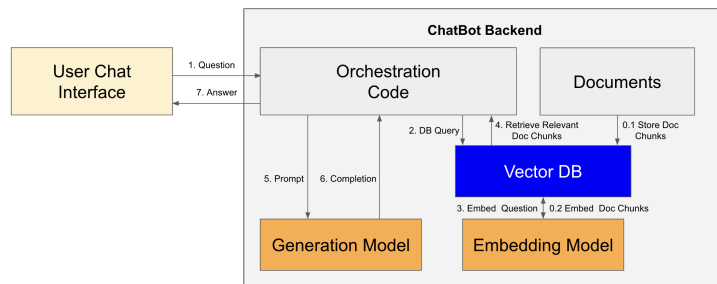 ChatBot Backend
User Chat
Interface
1. Question
7. Answer
Orchestration
Code
Documents
2. DB Query
4. Retrieve Relevant
Doc Chunks
0.1 Store Doc
Chunks
Vector DB
5. Prompt
6. Completion
3. Embed Question
0.2 Embed Doc Chunks
Generation Model
Embedding Model